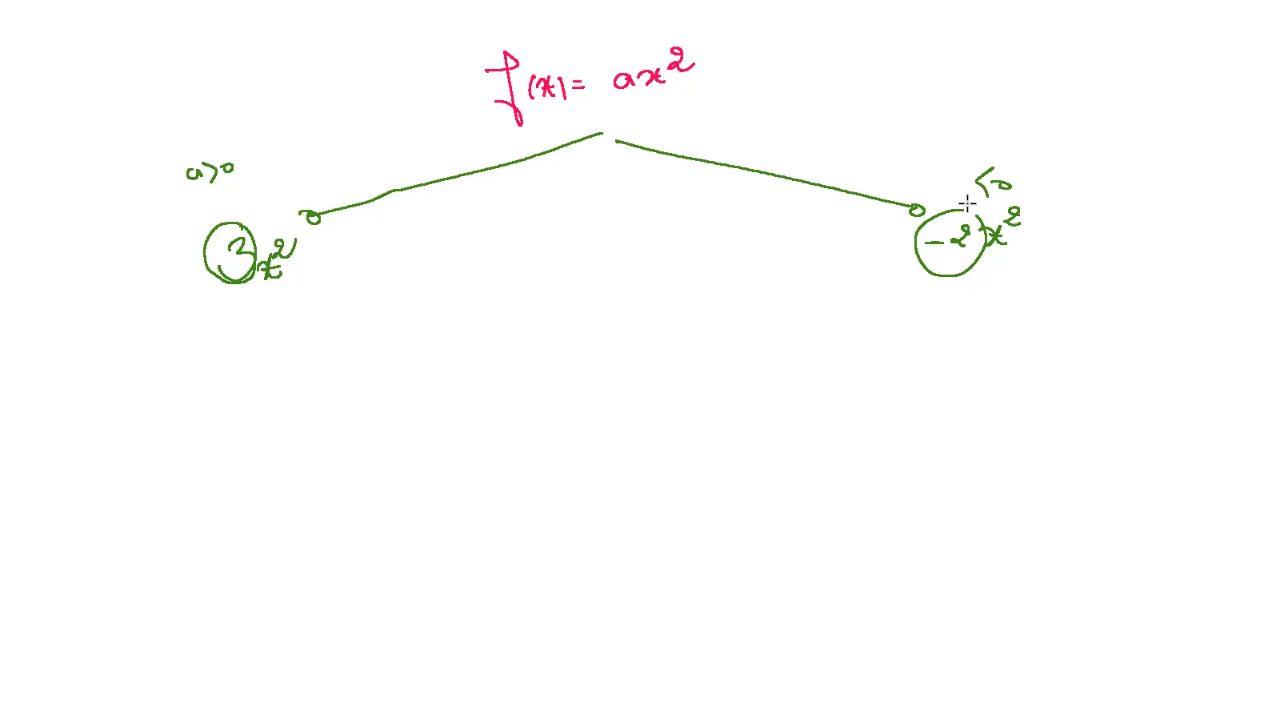 f(x) = ax²
a>0
<0
3x²
-2x²